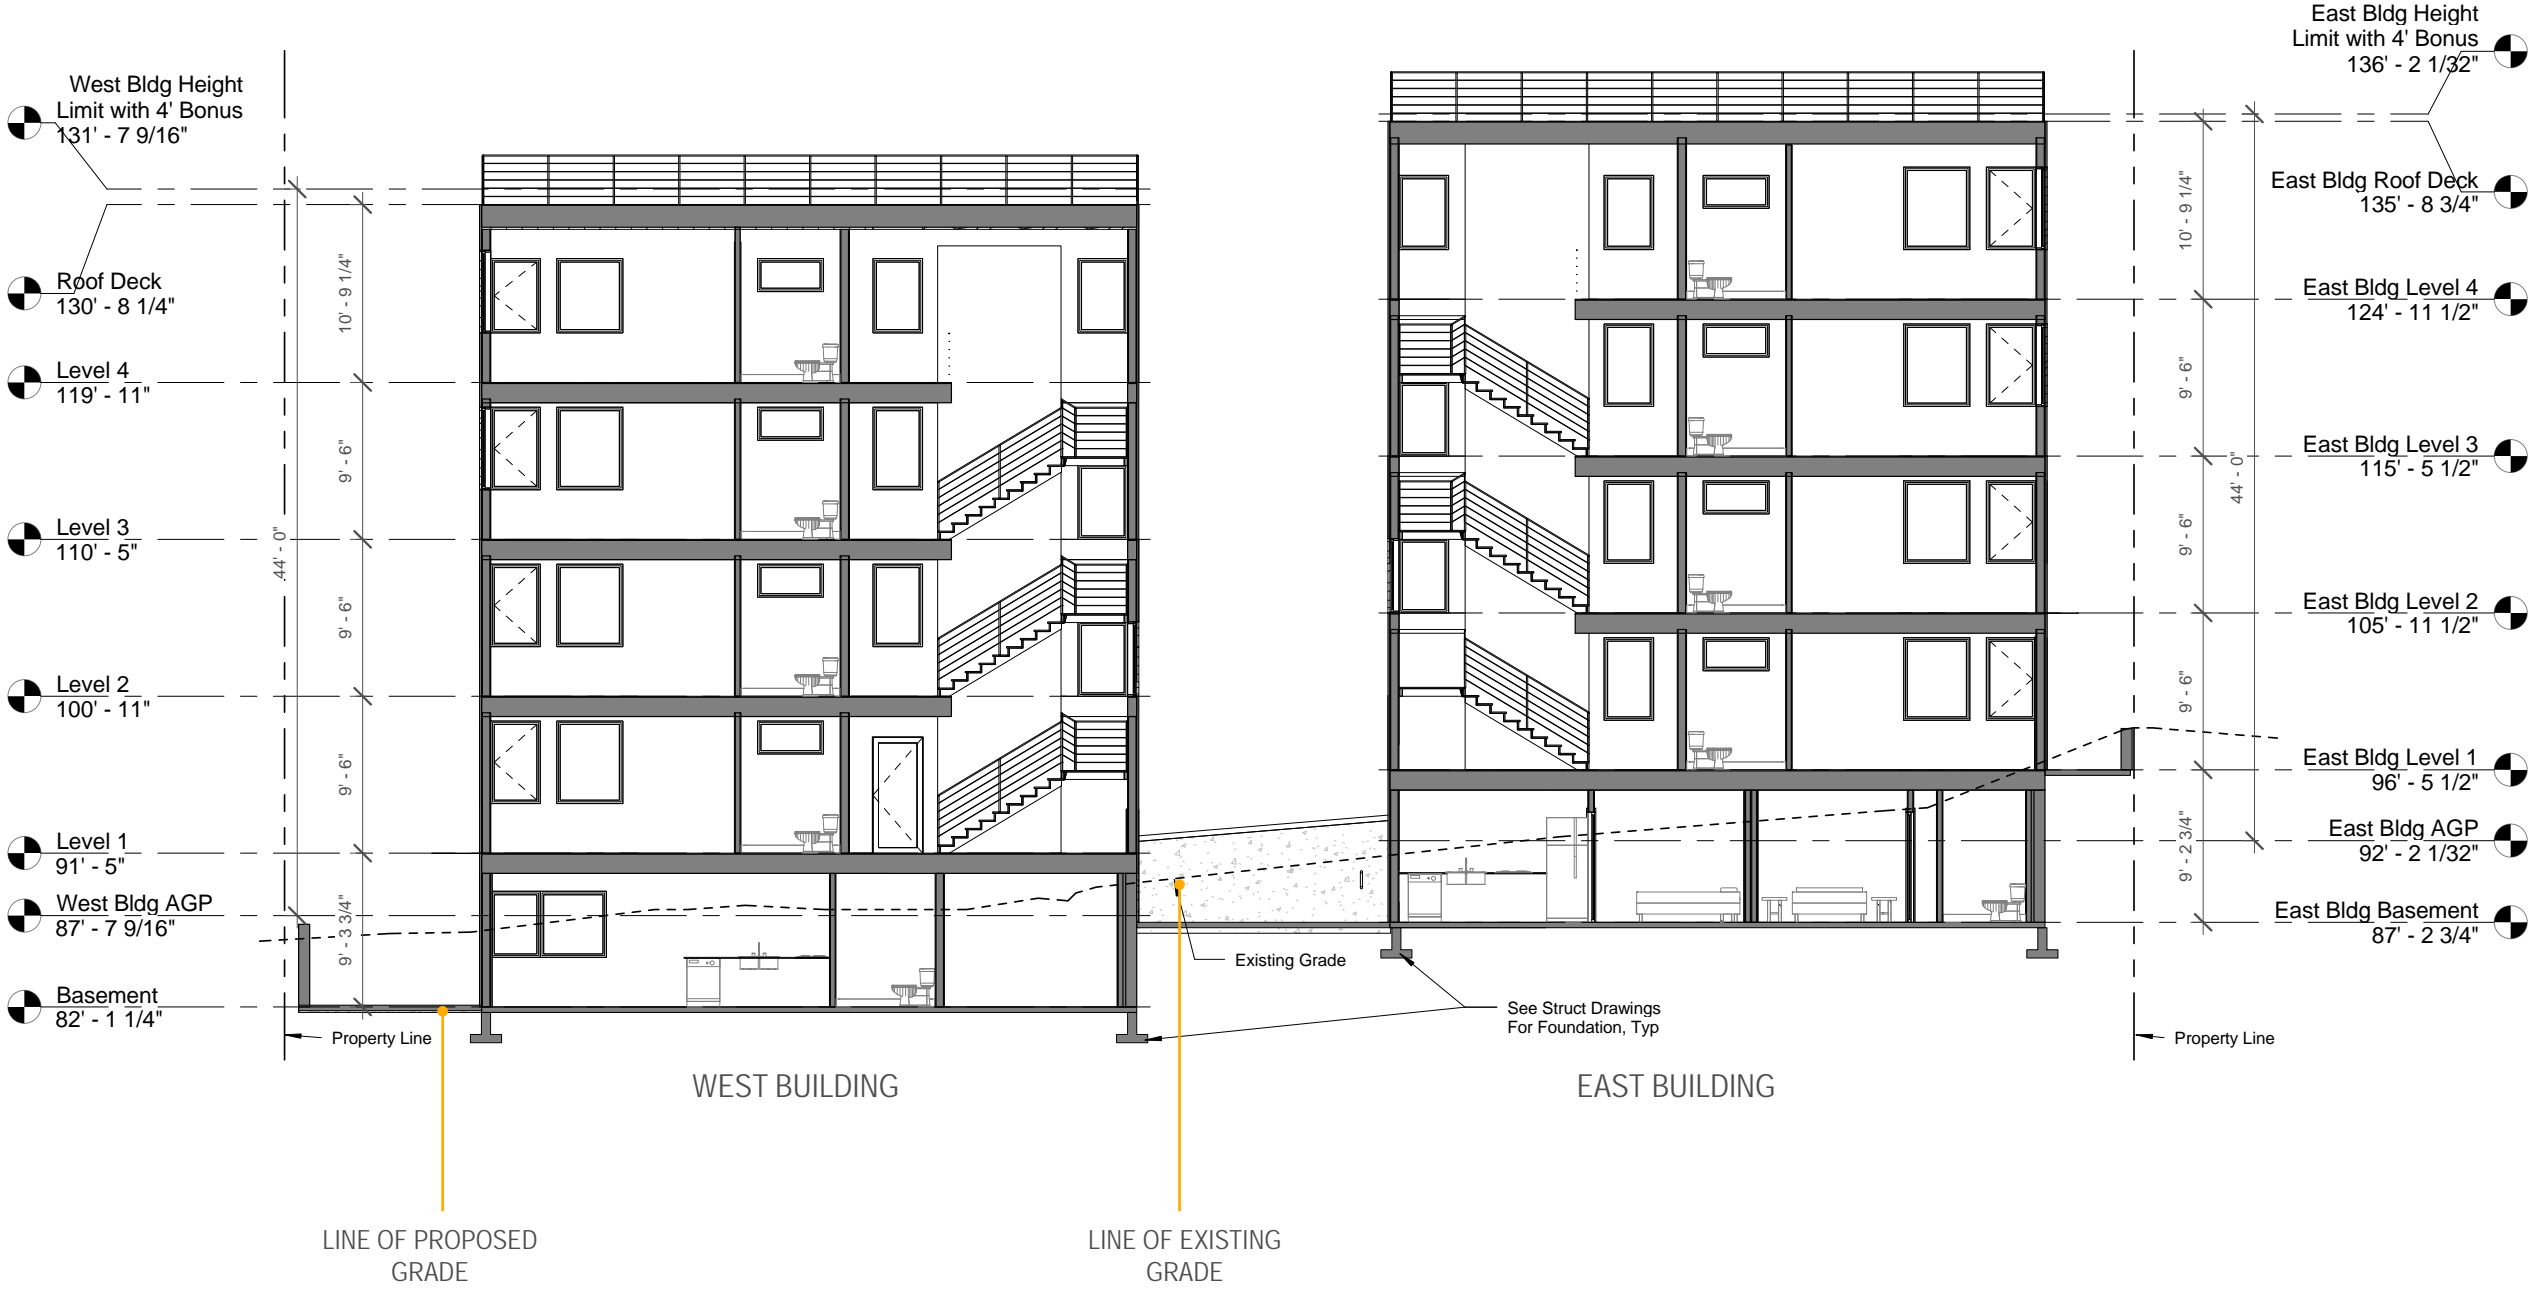 West Bldg Height
Limit with 4' Bonus
131' - 7 9/16"
Roof Deck
130' - 8 1/4"
Level 4
119' - 11"
Level 3
110' - 5"
Level 2
100' - 11"
Level 1
91' - 5"
West Bldg AGP
87' - 7 9/16"
Basement
82' - 1 1/4"
44' - 0"
10' - 9 1/4"
9' - 6"
9' - 6"
9' - 6"
9' - 3 3/4"
Property Line
WEST BUILDING
Existing Grade
See Struct Drawings
For Foundation, Typ
EAST BUILDING
East Bldg Height
Limit with 4' Bonus
136' - 2 1/32"
East Bldg Roof Deck
135' - 8 3/4"
East Bldg Level 4
124' - 11 1/2"
East Bldg Level 3
115' - 5 1/2"
East Bldg Level 2
105' - 11 1/2"
East Bldg Level 1
96' - 5 1/2"
East Bldg AGP
92' - 2 1/32"
East Bldg Basement
87' - 2 3/4"
10' - 9 1/4"
9' - 6"
9' - 6"
9' - 6"
9' - 2 3/4"
44' - 0"
Property Line
LINE OF PROPOSED
GRADE
LINE OF EXISTING
GRADE